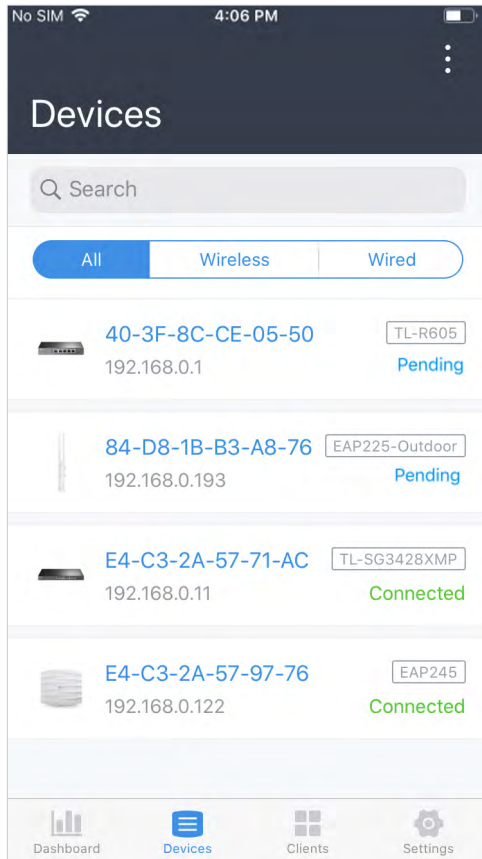 No SIM 4:06 PM
Devices
Search
All Wireless Wired
40-3F-8C-CE-05-50 TL-R605
192.168.0.1 Pending
84-D8-1B-B3-A8-76 EAP225-Outdoor
192.168.0.193 Pending
E4-C3-2A-57-71-AC TL-SG3428XMP
192.168.0.11 Connected
E4-C3-2A-57-97-76 EAP245
192.168.0.122 Connected
Dashboard Devices Clients Settings